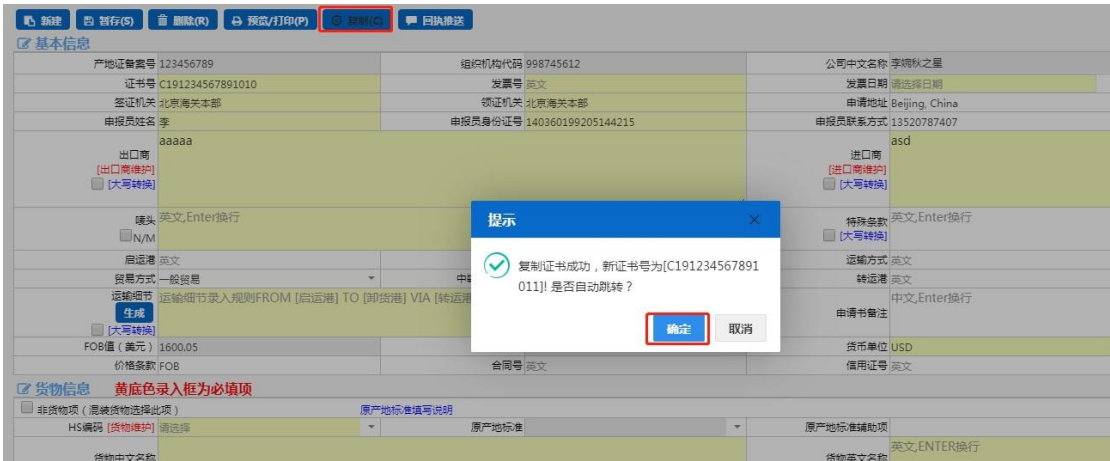 新建 暂存(S) 删除(R) 预览/打印(P) 复制(C) 回执推送
基本信息
产地证备案号 123456789 组织机构代码 998745612 公司中文名称 李婉秋之星
证书号 C191234567891010 发票号 英文 发票日期 请选择日期
签证机关 北京海关本部 领证机关 北京海关本部 申请地址 Beijing, China
申报员姓名 李 申报员身份证号 140360199205144215 申报员联系方式 13520787407
出口商 aaaaa 进口商 asd
[出口商维护] [进口商维护]
[大写转换] [大写转换]
唛头 英文,Enter换行 特殊条款 英文,Enter换行
N/M [大写转换]
提示
复制证书成功，新证书号为[C191234567891
011]! 是否自动跳转？
确定 取消
启运港 英文 运输方式 英文
贸易方式 一般贸易 转运港 英文
运输细节 运输细节录入规则FROM [启运港] TO [卸货港] VIA [转运港 申请书备注 中文,Enter换行
生成
[大写转换]
FOB值（美元） 1600.05 货币单位 USD
价格条款 FOB 合同号 英文 信用证号 英文
货物信息 黄底色录入框为必填项
非货物项（混装货物选择此项） 原产地标准填写说明
HS编码 [货物维护] 请选择 原产地标准 原产地标准辅助项
货物中文名称 货物英文名称 英文,ENTER换行